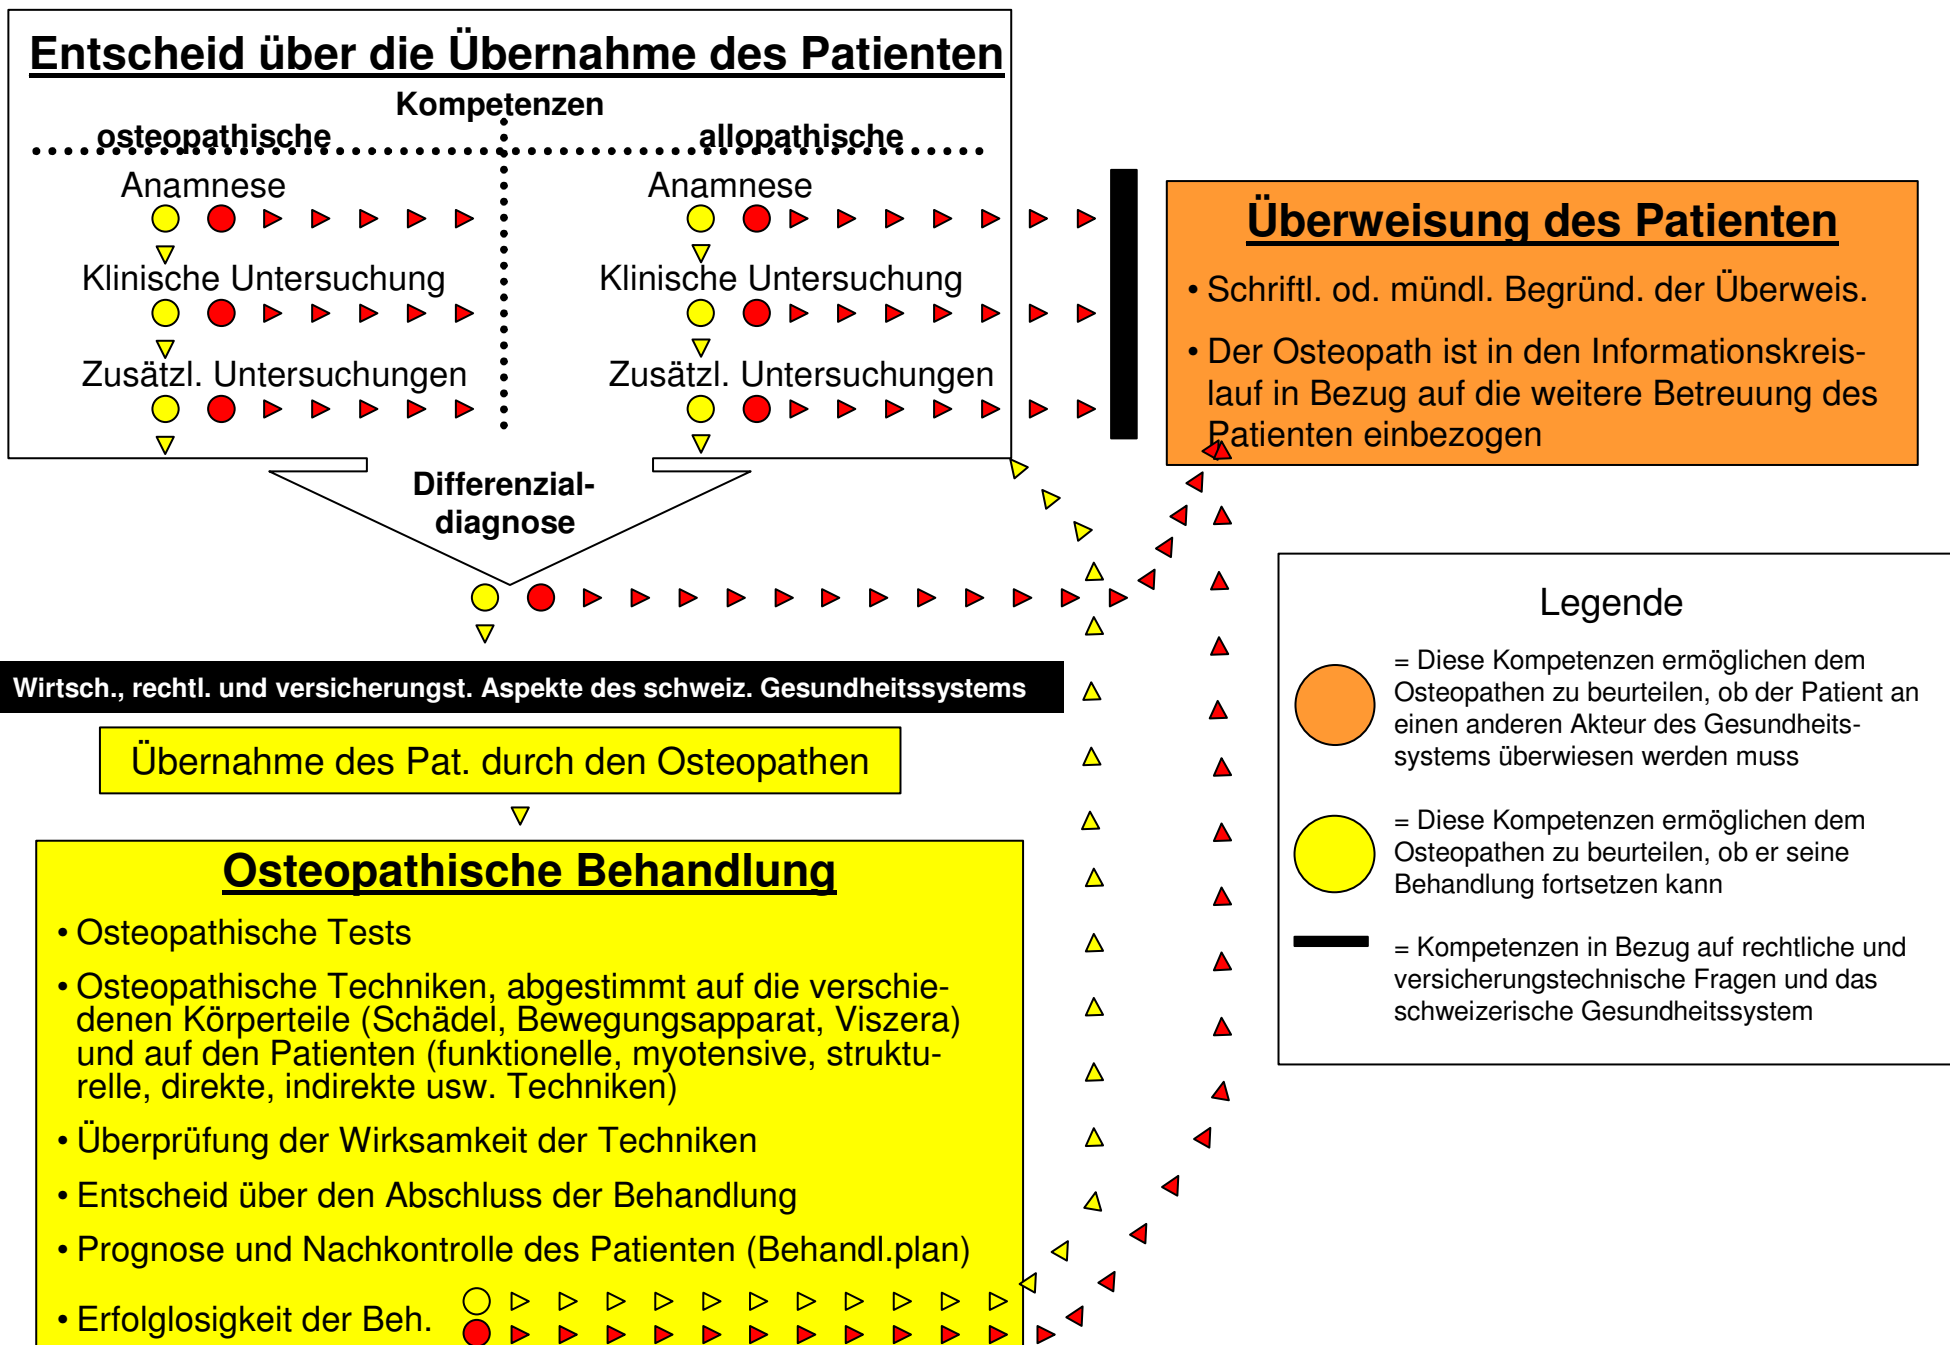 Entscheid über die Übernahme des Patienten
Kompetenzen
osteopathische
allopathische
Anamnese
Anamnese
Klinische Untersuchung
Klinische Untersuchung
Zusätzl. Untersuchungen
Zusätzl. Untersuchungen
Differenzial-
diagnose
Überweisung des Patienten
• Schriftl. od. mündl. Begründ. der Überweis.
• Der Osteopath ist in den Informationskreis-
lauf in Bezug auf die weitere Betreuung des
Patienten einbezogen
Wirtsch., rechtl. und versicherungst. Aspekte des schweiz. Gesundheitssystems
Übernahme des Pat. durch den Osteopathen
Osteopathische Behandlung
• Osteopathische Tests
• Osteopathische Techniken, abgestimmt auf die verschie-
denen Körperteile (Schädel, Bewegungsapparat, Viszera)
und auf den Patienten (funktionelle, myotensive, struktu-
relle, direkte, indirekte usw. Techniken)
• Überprüfung der Wirksamkeit der Techniken
• Entscheid über den Abschluss der Behandlung
• Prognose und Nachkontrolle des Patienten (Behandl.plan)
• Erfolglosigkeit der Beh.
Legende
= Diese Kompetenzen ermöglichen dem
Osteopathen zu beurteilen, ob der Patient an
einen anderen Akteur des Gesundheits-
systems überwiesen werden muss
= Diese Kompetenzen ermöglichen dem
Osteopathen zu beurteilen, ob er seine
Behandlung fortsetzen kann
= Kompetenzen in Bezug auf rechtliche und
versicherungstechnische Fragen und das
schweizerische Gesundheitssystem